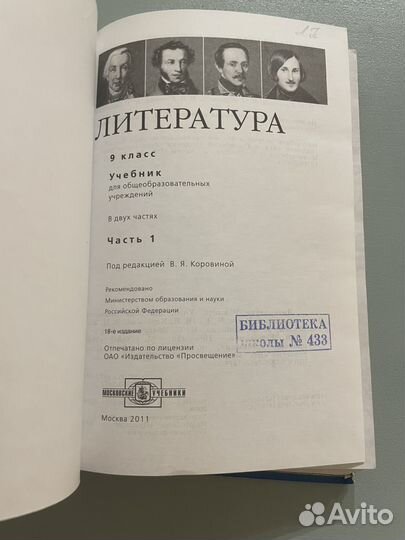 ЛИТЕРАТУРА
9 класс
Учебник
для общеобразовательных
учреждений
В двух частях
Часть 1
Под редакцией В. Я. Коровиной
Рекомендовано
Министерством образования и науки
Российской Федерации
18-е издание
БИБЛИОТЕКА
школы № 433
Отпечатано по лицензии
ОАО «Издательство «Просвещение»
МОСКОВСКИЕ УЧЕБНИКИ
Москва 2011
Avito